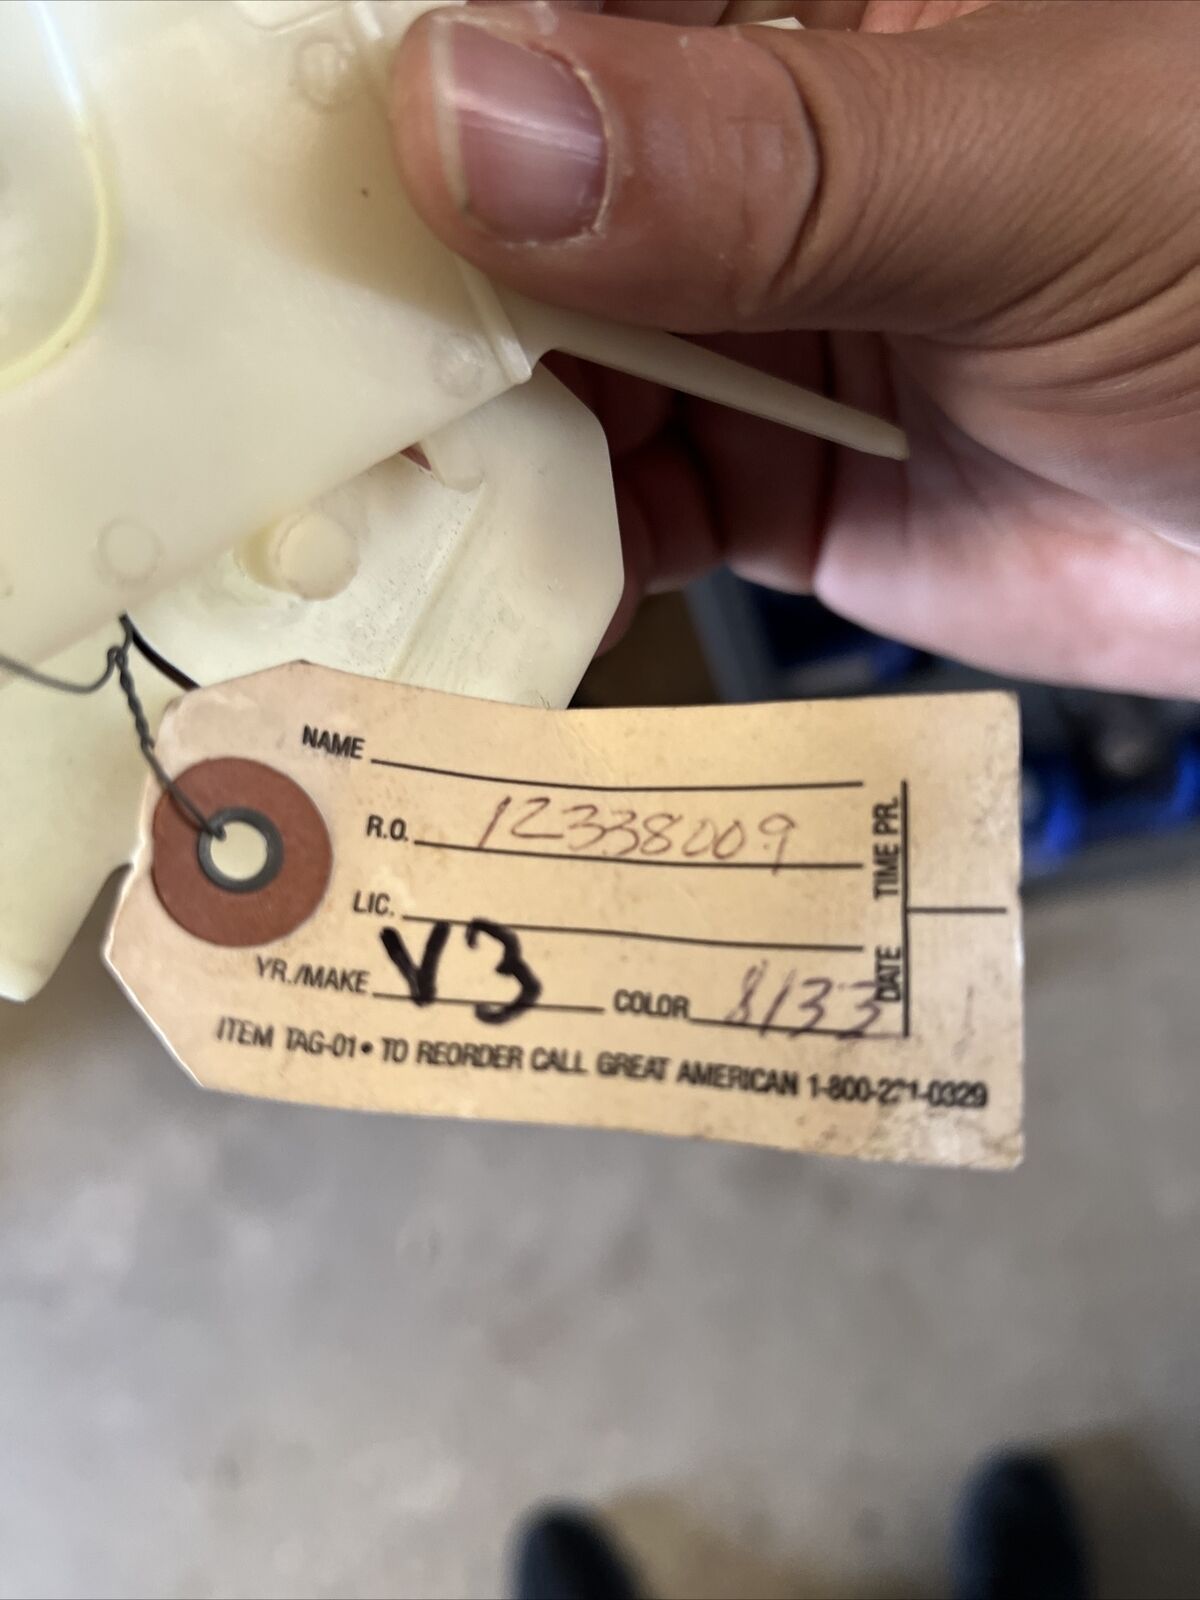 NAME
R.O. 12338009
LIC.
YR./MAKE V3 COLOR 8133
ITEM TAG-01 • TO REORDER CALL GREAT AMERICAN 1-800-221-0329
TIME PR.
DATE